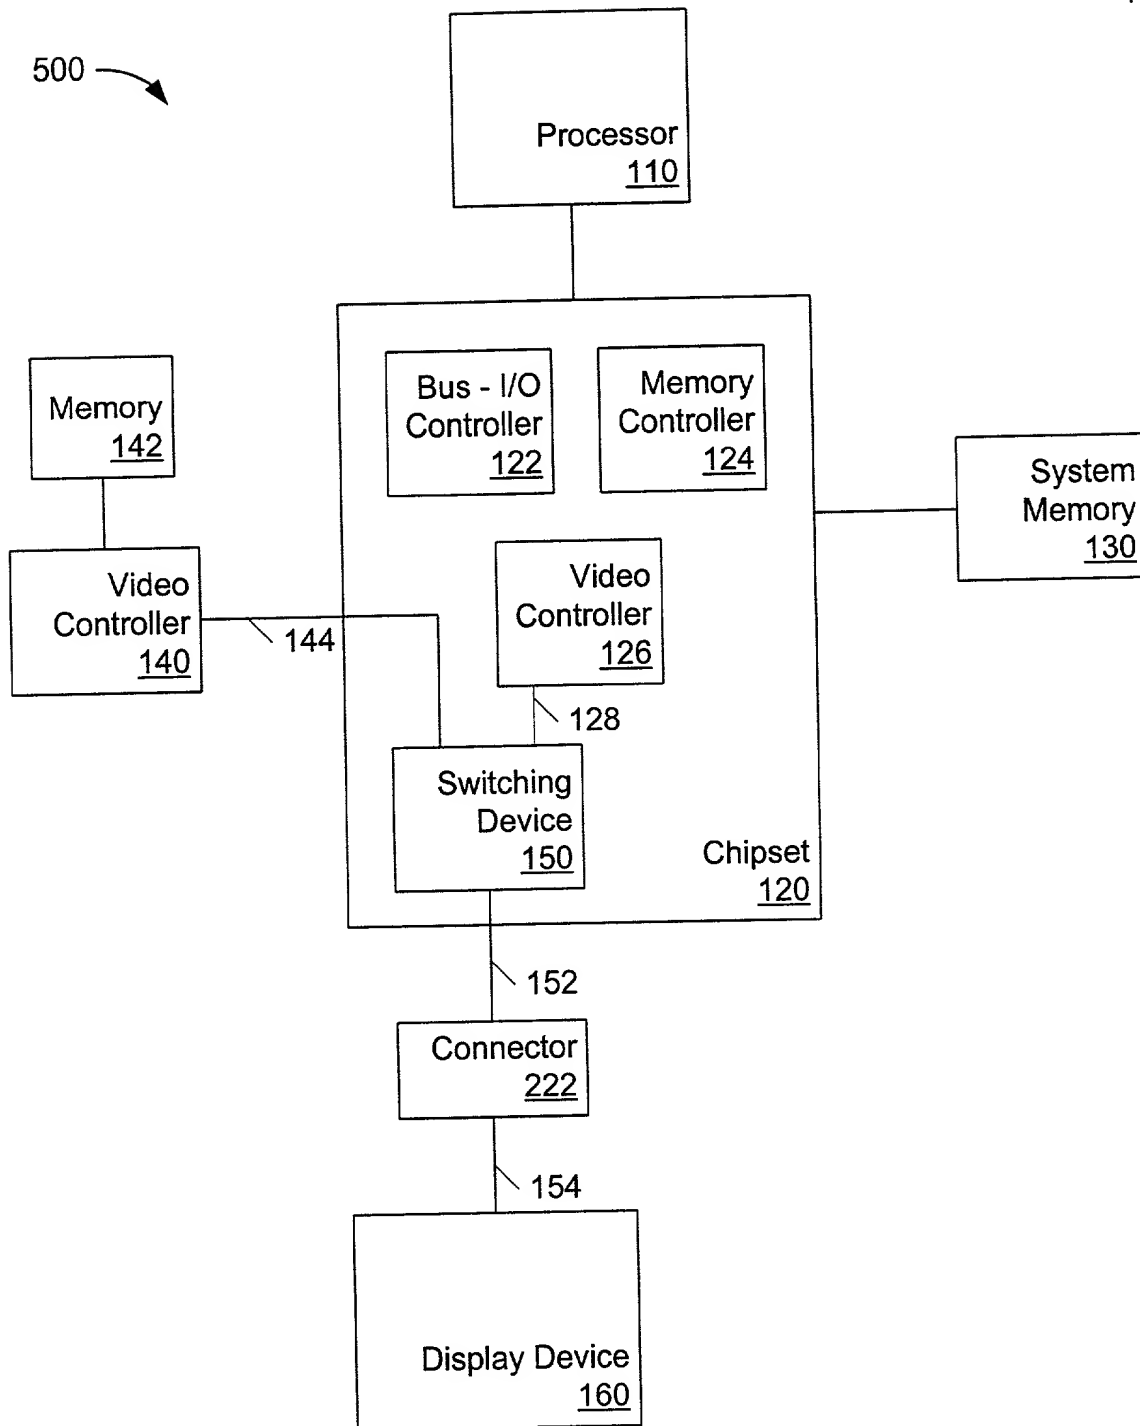 500
Processor
110
Memory
142
Bus - I/O
Controller
122
Memory
Controller
124
System
Memory
130
Video
Controller
140
144
Video
Controller
126
128
Switching
Device
150
Chipset
120
152
Connector
222
154
Display Device
160